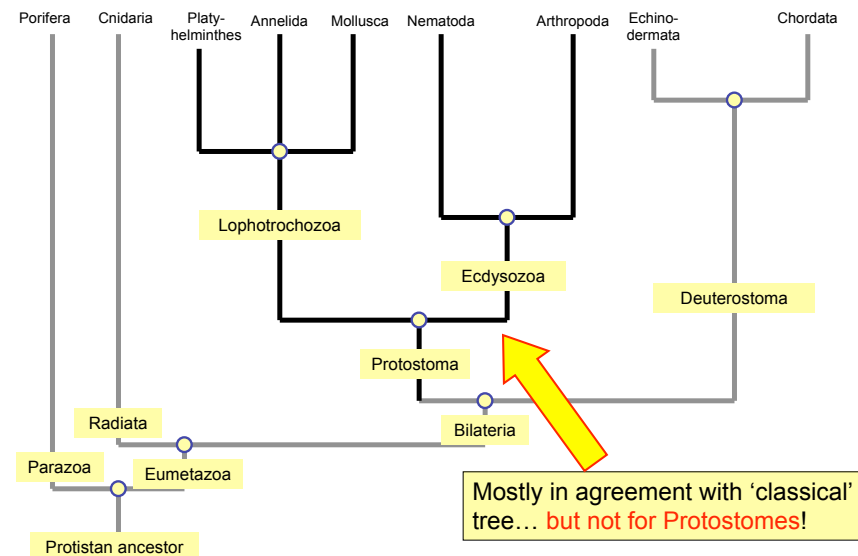 Porifera
Cnidaria
Platy-
helminthes
Annelida
Mollusca
Nematoda
Arthropoda
Echino-
dermata
Chordata
Lophotrochozoa
Ecdysozoa
Deuterostoma
Protostoma
Radiata
Bilateria
Parazoa
Eumetazoa
Mostly in agreement with ‘classical’
tree… but not for Protostomes!
Protistan ancestor